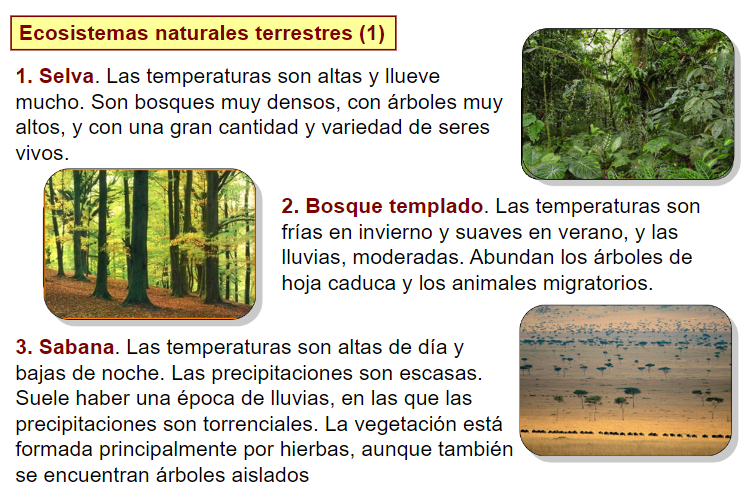 Ecosistemas naturales terrestres (1)
1. Selva. Las temperaturas son altas y llueve
mucho. Son bosques muy densos, con árboles muy
altos, y con una gran cantidad y variedad de seres
vivos.
2. Bosque templado. Las temperaturas son
frías en invierno y suaves en verano, y las
lluvias, moderadas. Abundan los árboles de
hoja caduca y los animales migratorios.
3. Sabana. Las temperaturas son altas de día y
bajas de noche. Las precipitaciones son escasas.
Suele haber una época de lluvias, en las que las
precipitaciones son torrenciales. La vegetación está
formada principalmente por hierbas, aunque también
se encuentran árboles aislados